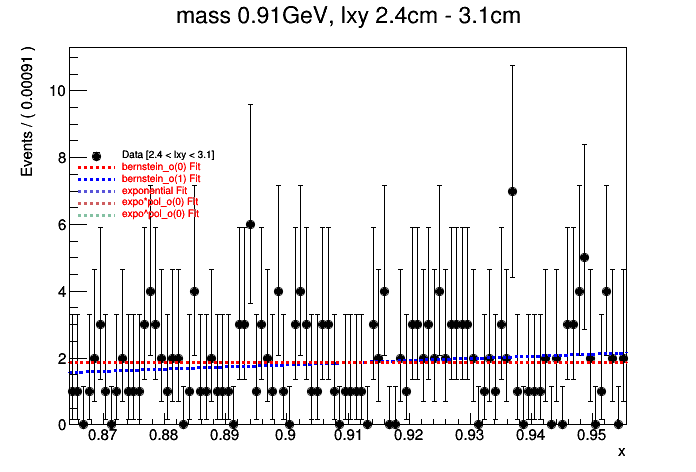 mass 0.91GeV, lxy 2.4cm - 3.1cm
Events / ( 0.00091 )
10
8
6
4
2
0
Data [2.4 < lxy < 3.1]
bernstein_o(0) Fit
bernstein_o(1) Fit
exponential Fit
expo*pol_o(0) Fit
expo^pol_o(0) Fit
0.87 0.88 0.89 0.9 0.91 0.92 0.93 0.94 0.95
x